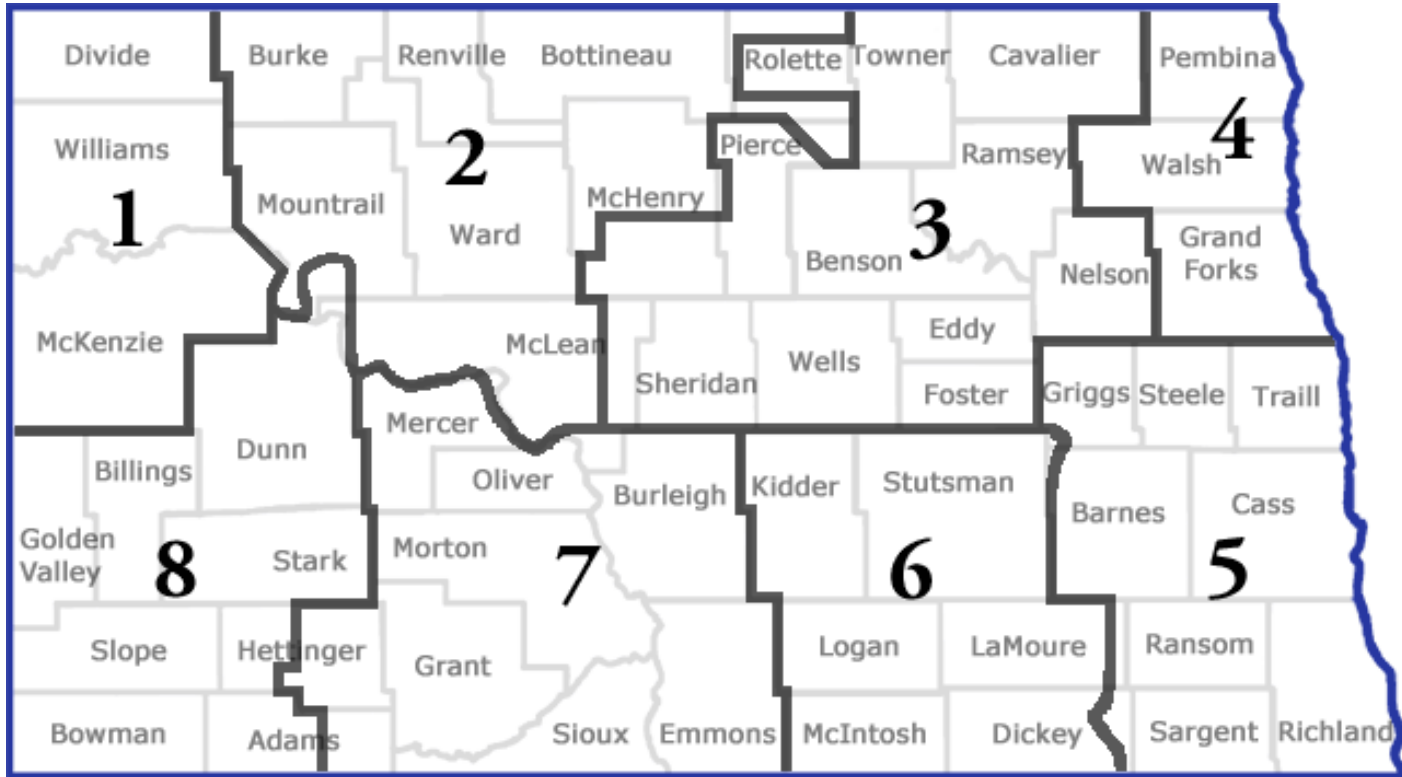 Divide
Burke
Renville
Bottineau
Rolette
Towner
Cavalier
Pembina
Williams
2
Pierce
Ramsey
4
Walsh
1
Mountrail
McHenry
Ward
3
Benson
Grand
Forks
Nelson
McKenzie
McLean
Eddy
Sheridan
Wells
Foster
Griggs
Steele
Traill
Mercer
Dunn
Billings
Oliver
Burleigh
Kidder
Stutsman
Barnes
Cass
Golden
Valley
8
Stark
Morton
7
6
5
Slope
Hettinger
Grant
Logan
LaMoure
Ransom
Bowman
Adams
Sioux
Emmons
McIntosh
Dickey
Sargent
Richland